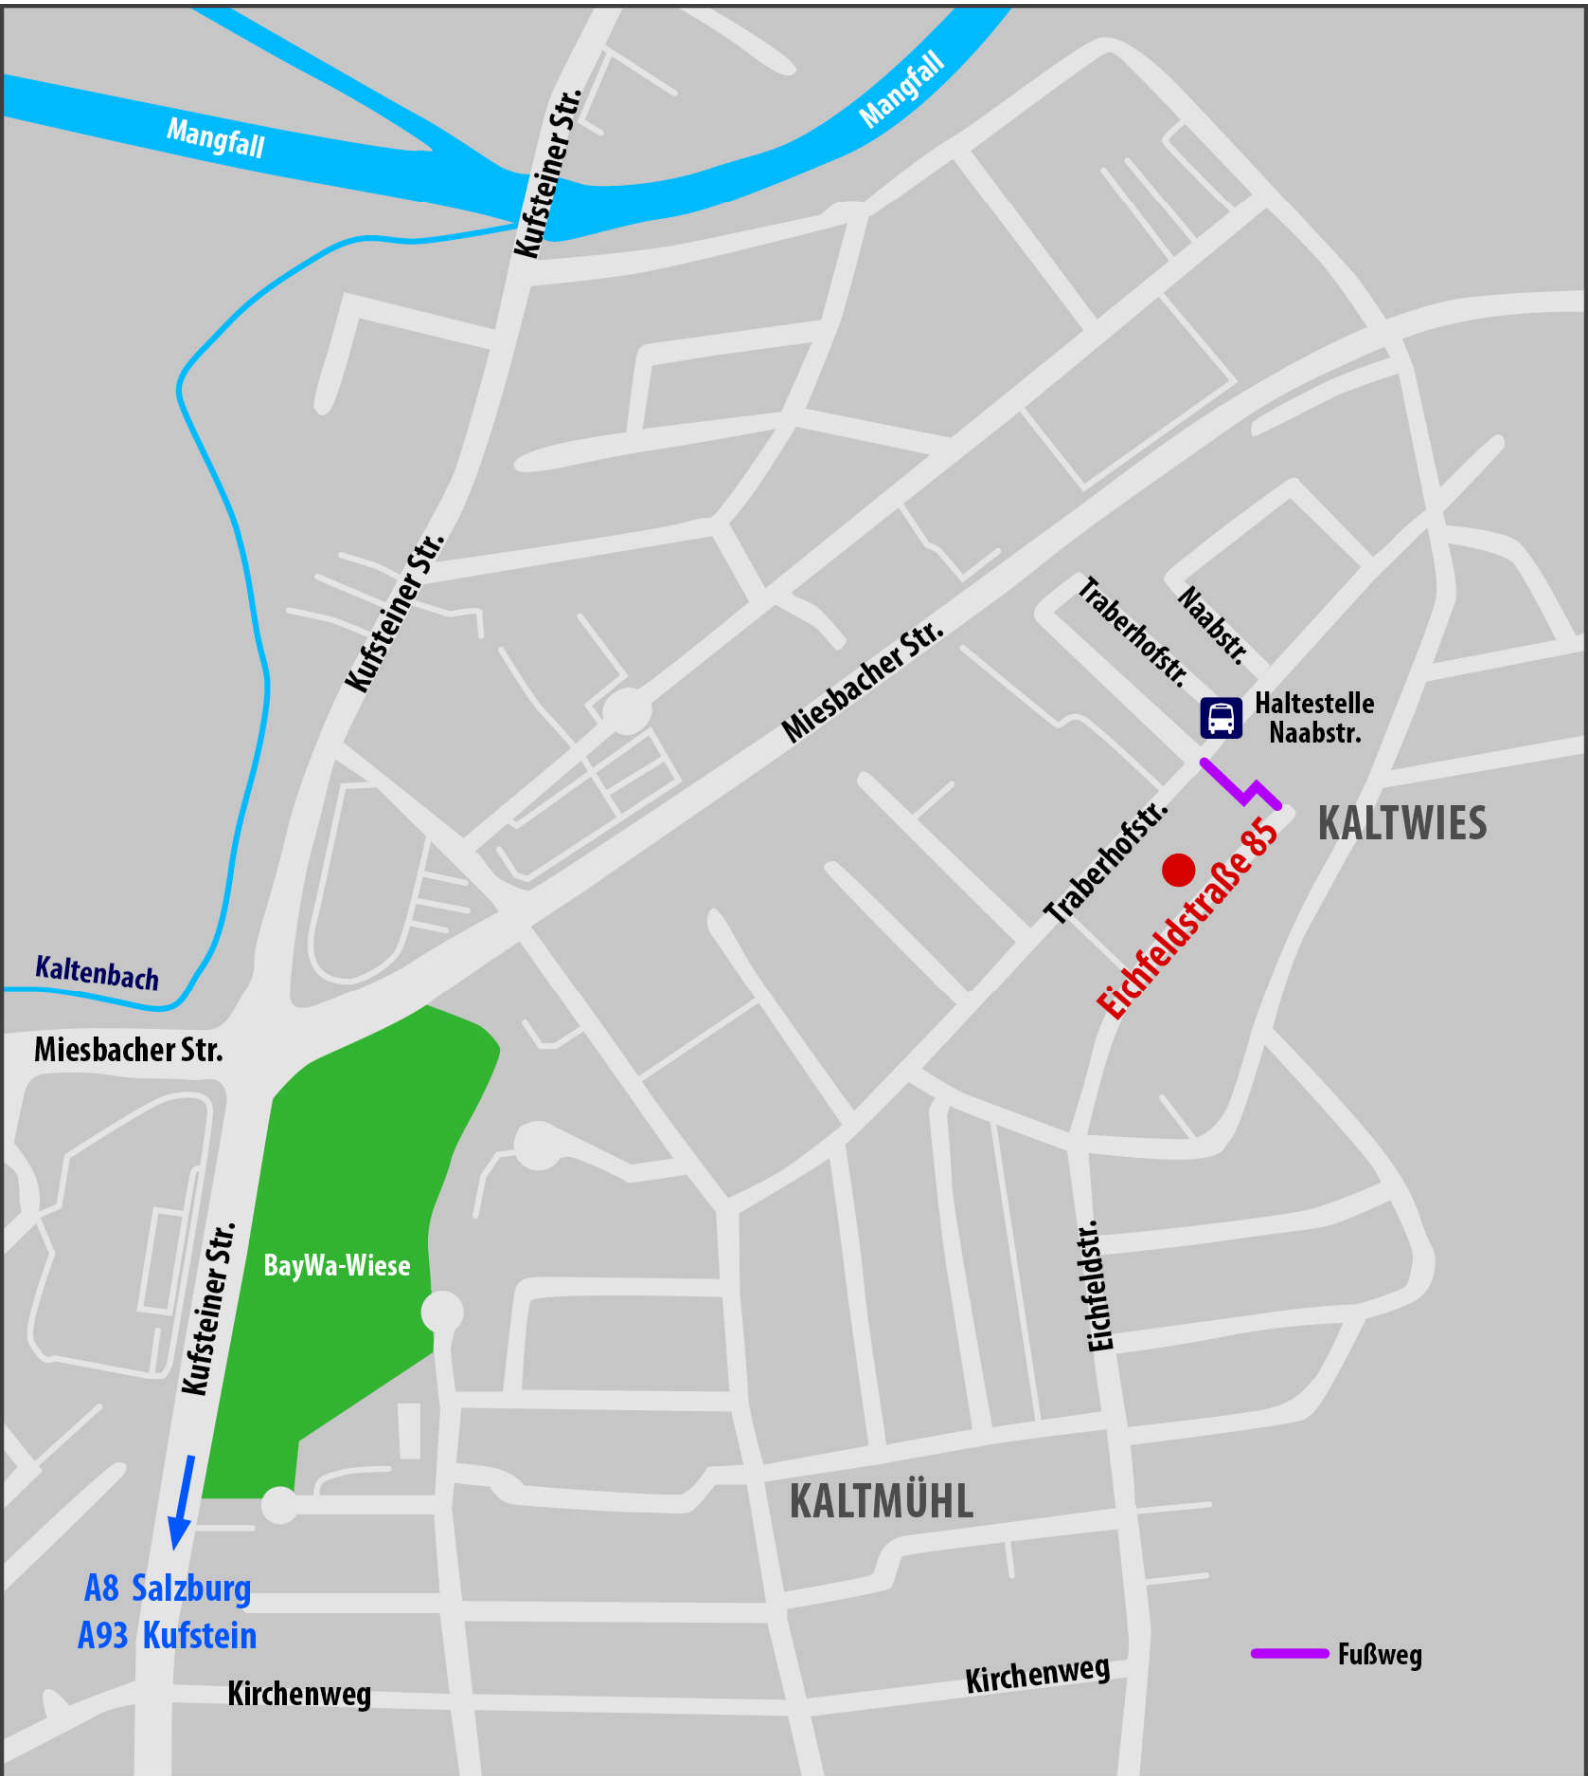 Mangfall
Mangfall
Kufsteiner Str.
Kufsteiner Str.
Miesbacher Str.
Traberhofstr.
Naabstr.
Haltestelle
Naabstr.
KALTWIES
Traberhofstr.
Eichfeldstraße 85
Kaltenbach
Miesbacher Str.
Kufsteiner Str.
BayWa-Wiese
Eichfeldstr.
KALTMÜHL
A8 Salzburg
A93 Kufstein
Kirchenweg
Kirchenweg
Fußweg